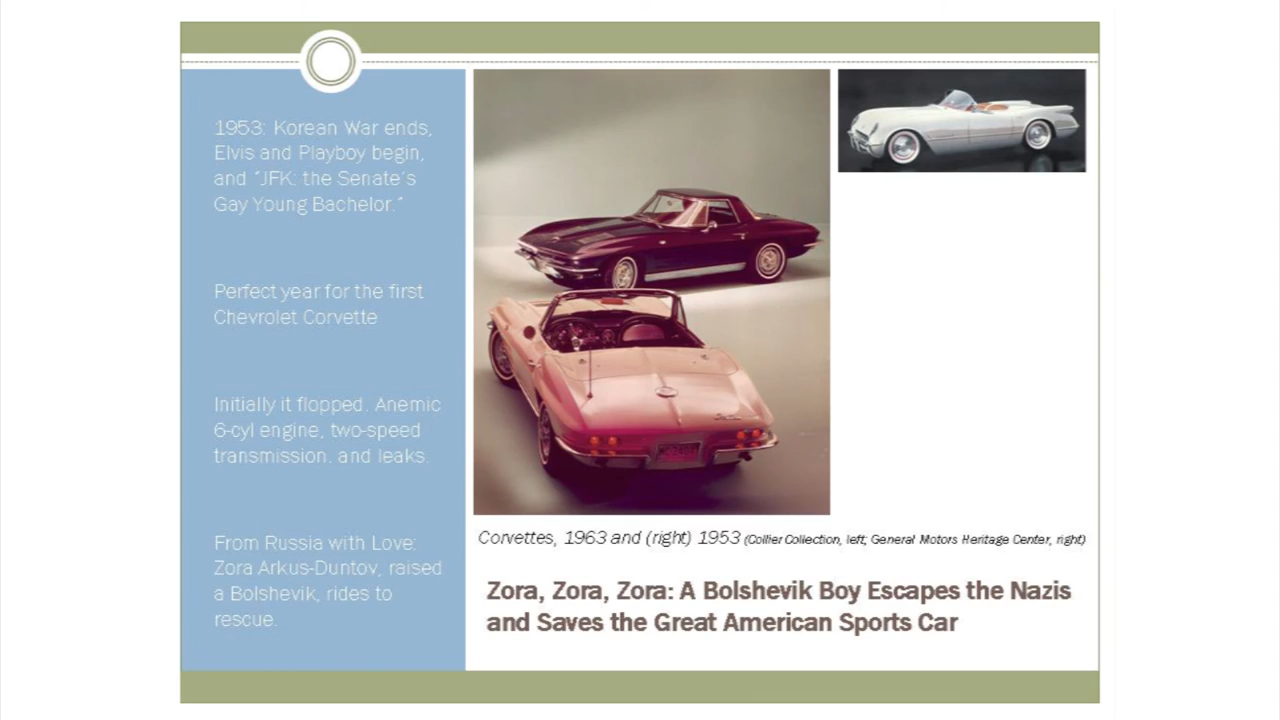 1953: Korean War ends,
Elvis and Playboy begin,
and "JFK: the Senate's
Gay Young Bachelor."
Perfect year for the first
Chevrolet Corvette
Initially it flopped. Anemic
6-cyl engine, two-speed
transmission. and leaks.
From Russia with Love:
Zora Arkus-Duntov, raised
a Bolshevik, rides to
rescue.
Corvettes, 1963 and (right) 1953 (Collier Collection, left; General Motors Heritage Center, right)
Zora, Zora, Zora: A Bolshevik Boy Escapes the Nazis
and Saves the Great American Sports Car